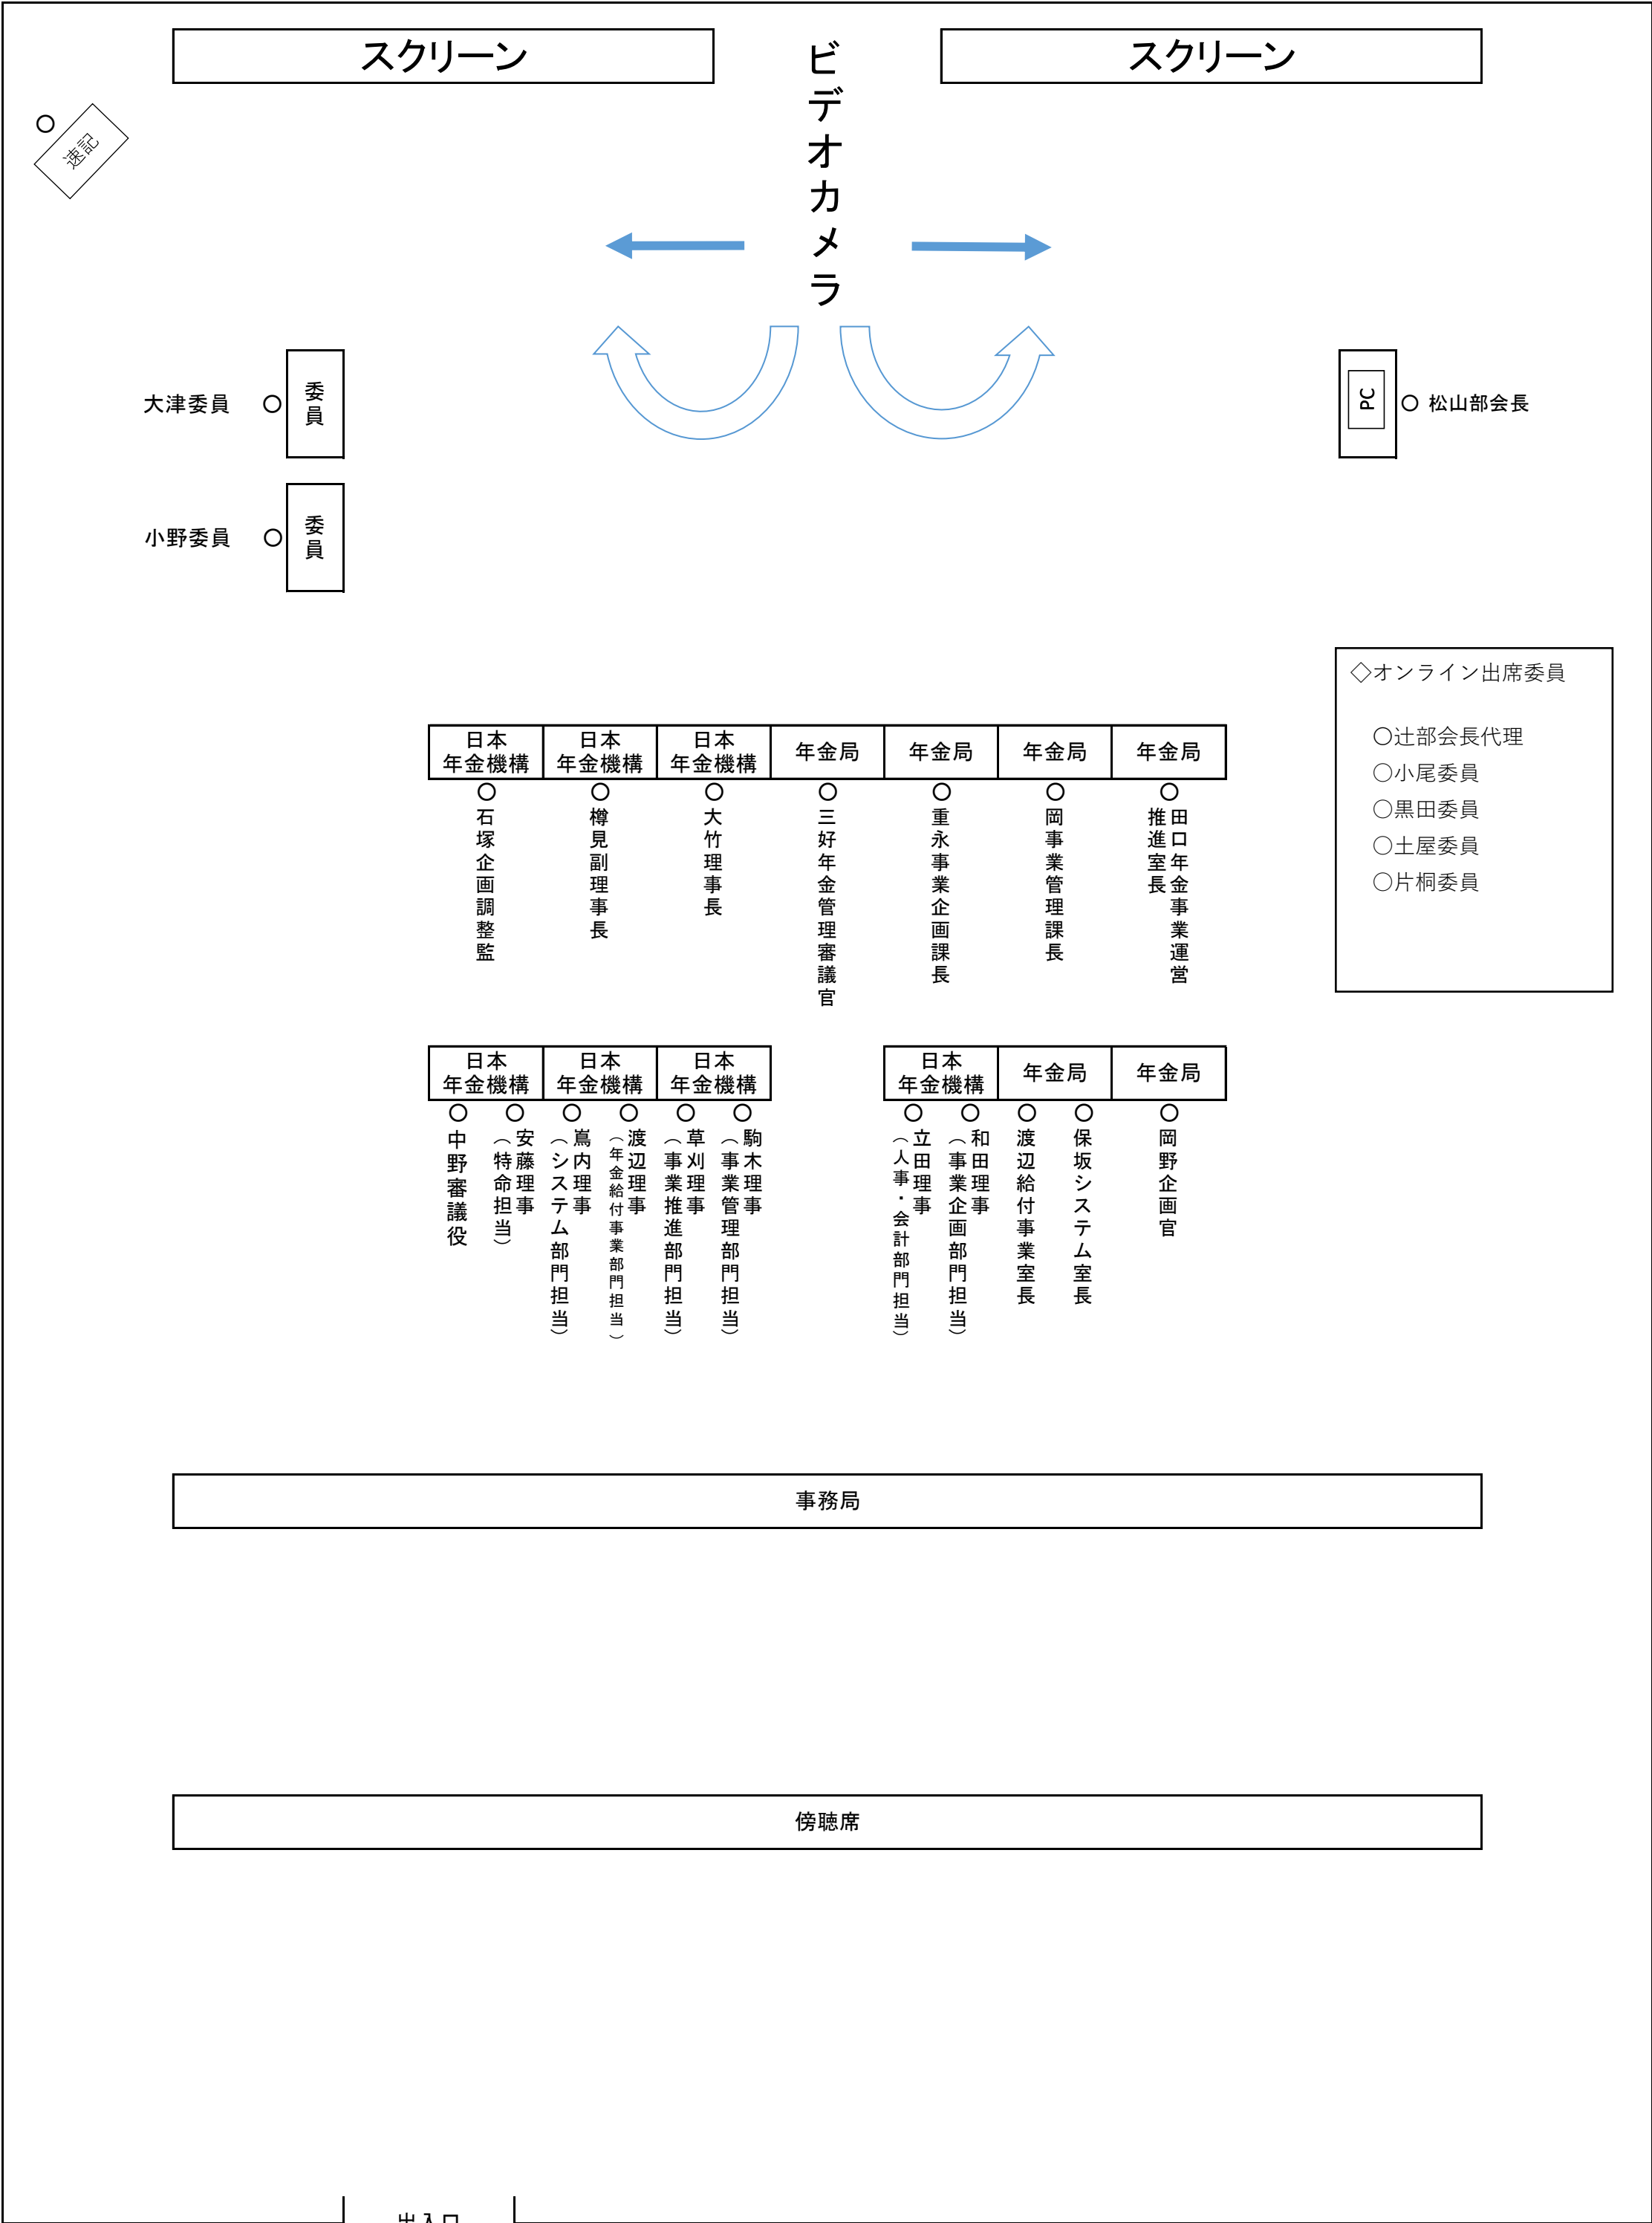 スクリーン
ビデオカメラ
スクリーン
速記
大津委員
委員
PC
松山部会長
小野委員
委員
◇オンライン出席委員
○辻部会長代理
○小尾委員
○黒田委員
○土屋委員
○片桐委員
日本
年金機構
日本
年金機構
日本
年金機構
年金局
年金局
年金局
年金局
石塚企画調整監
樽見副理事長
大竹理事長
三好年金管理審議官
重永事業企画課長
岡事業管理課長
田口年金事業運営
推進室長
日本
年金機構
日本
年金機構
日本
年金機構
日本
年金機構
年金局
年金局
中野審議役
安藤理事
（特命担当）
嶌内理事
（システム部門担当）
渡辺理事
（年金給付事業部門担当）
草刈理事
（事業推進部門担当）
駒木理事
（事業管理部門担当）
立田理事
（人事・会計部門担当）
和田理事
（事業企画部門担当）
渡辺給付事業室長
保坂システム室長
岡野企画官
事務局
傍聴席
出入口